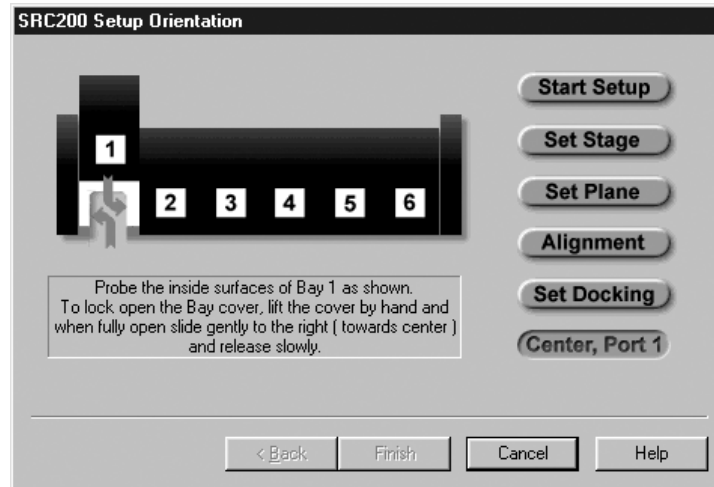 SRC200 Setup Orientation
1
2 3 4 5 6
Probe the inside surfaces of Bay 1 as shown.
To lock open the Bay cover, lift the cover by hand and
when fully open slide gently to the right ( towards center )
and release slowly.
Start Setup
Set Stage
Set Plane
Alignment
Set Docking
Center, Port 1
< Back Finish Cancel Help